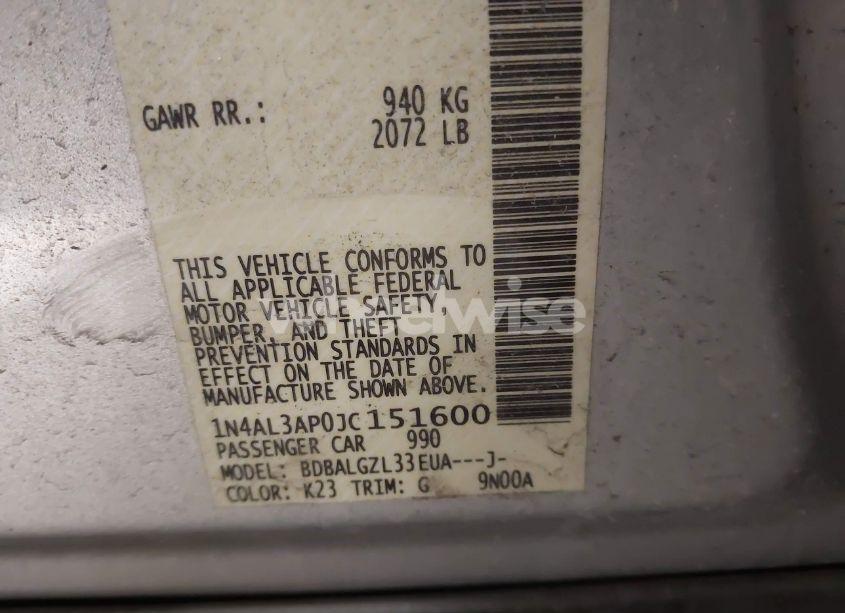 GAWR RR.: 940 KG
2072 LB
THIS VEHICLE CONFORMS TO
ALL APPLICABLE FEDERAL
MOTOR VEHICLE SAFETY,
BUMPER, AND THEFT
PREVENTION STANDARDS IN
EFFECT ON THE DATE OF
MANUFACTURE SHOWN ABOVE.
1N4AL3AP0JC151600
PASSENGER CAR 990
MODEL: BDBALGZL33EUA---J-
COLOR: K23 TRIM: G 9N00A